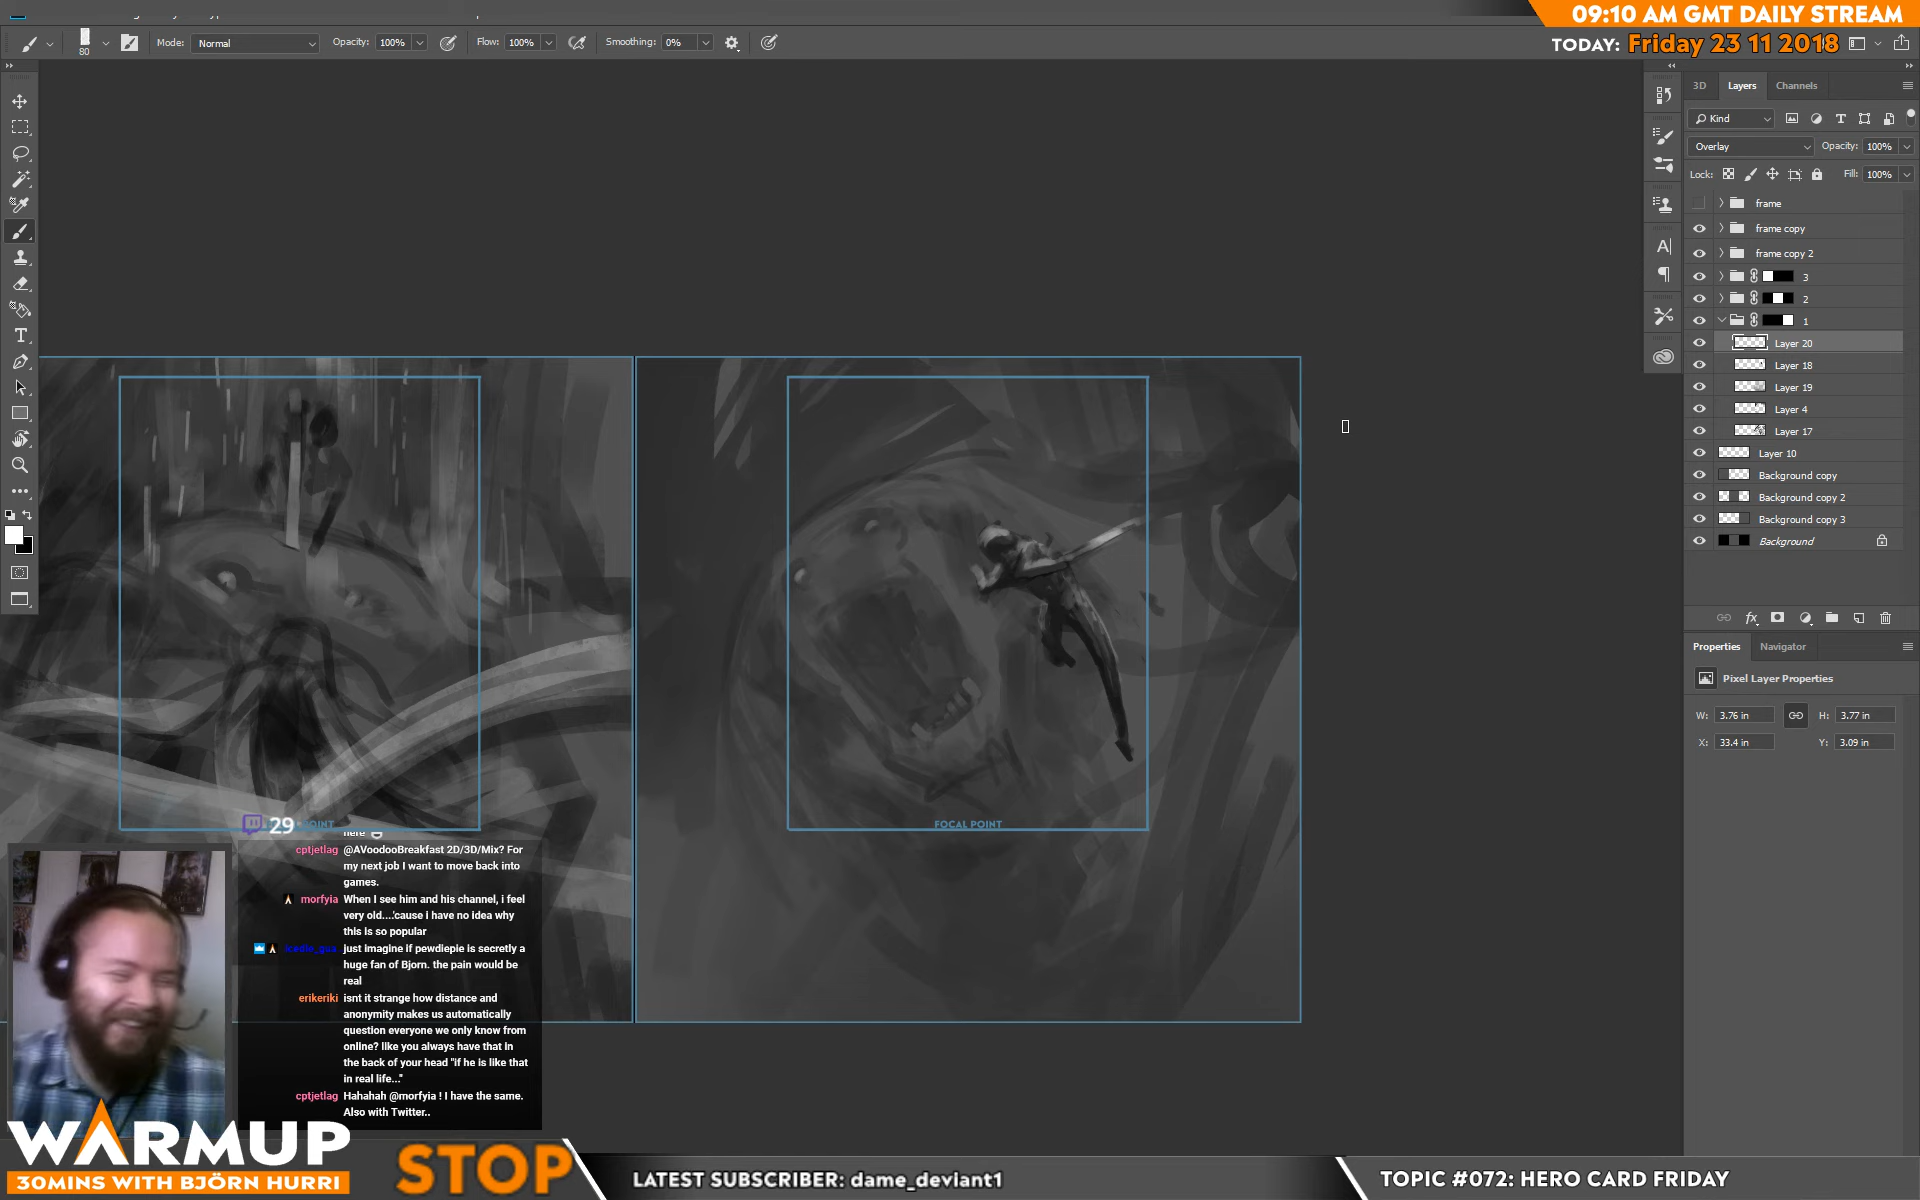 09:10 AM GMT DAILY STREAM
TODAY: Friday 23 11 2018
80
Mode: Normal
Opacity: 100%
Flow: 100%
Smoothing: 0%
3D Layers Channels
Kind
Overlay
Opacity: 100%
Lock:
Fill: 100%
frame
frame copy
frame copy 2
3
2
1
Layer 20
Layer 18
Layer 19
Layer 4
Layer 17
Layer 10
Background copy
Background copy 2
Background copy 3
Background
Properties Navigator
Pixel Layer Properties
W: 3.76 in H: 3.77 in
X: 33.4 in Y: 3.09 in
FOCAL POINT
29
here
cptjetlag @AVoodooBreakfast 2D/3D/Mix? For
my next job I want to move back into
games.
morfyia When I see him and his channel, i feel
very old....'cause i have no idea why
this is so popular
just imagine if pewdiepie is secretly a
huge fan of Bjorn. the pain would be
real
erikeriki isnt it strange how distance and
anonymity makes us automatically
question everyone we only know from
online? like you always have that in
the back of your head "if he is like that
in real life..."
cptjetlag Hahahah @morfyia ! I have the same.
Also with Twitter..
WARMUP
30MINS WITH BJÖRN HURRI
STOP
LATEST SUBSCRIBER: dame_deviant1
TOPIC #072: HERO CARD FRIDAY